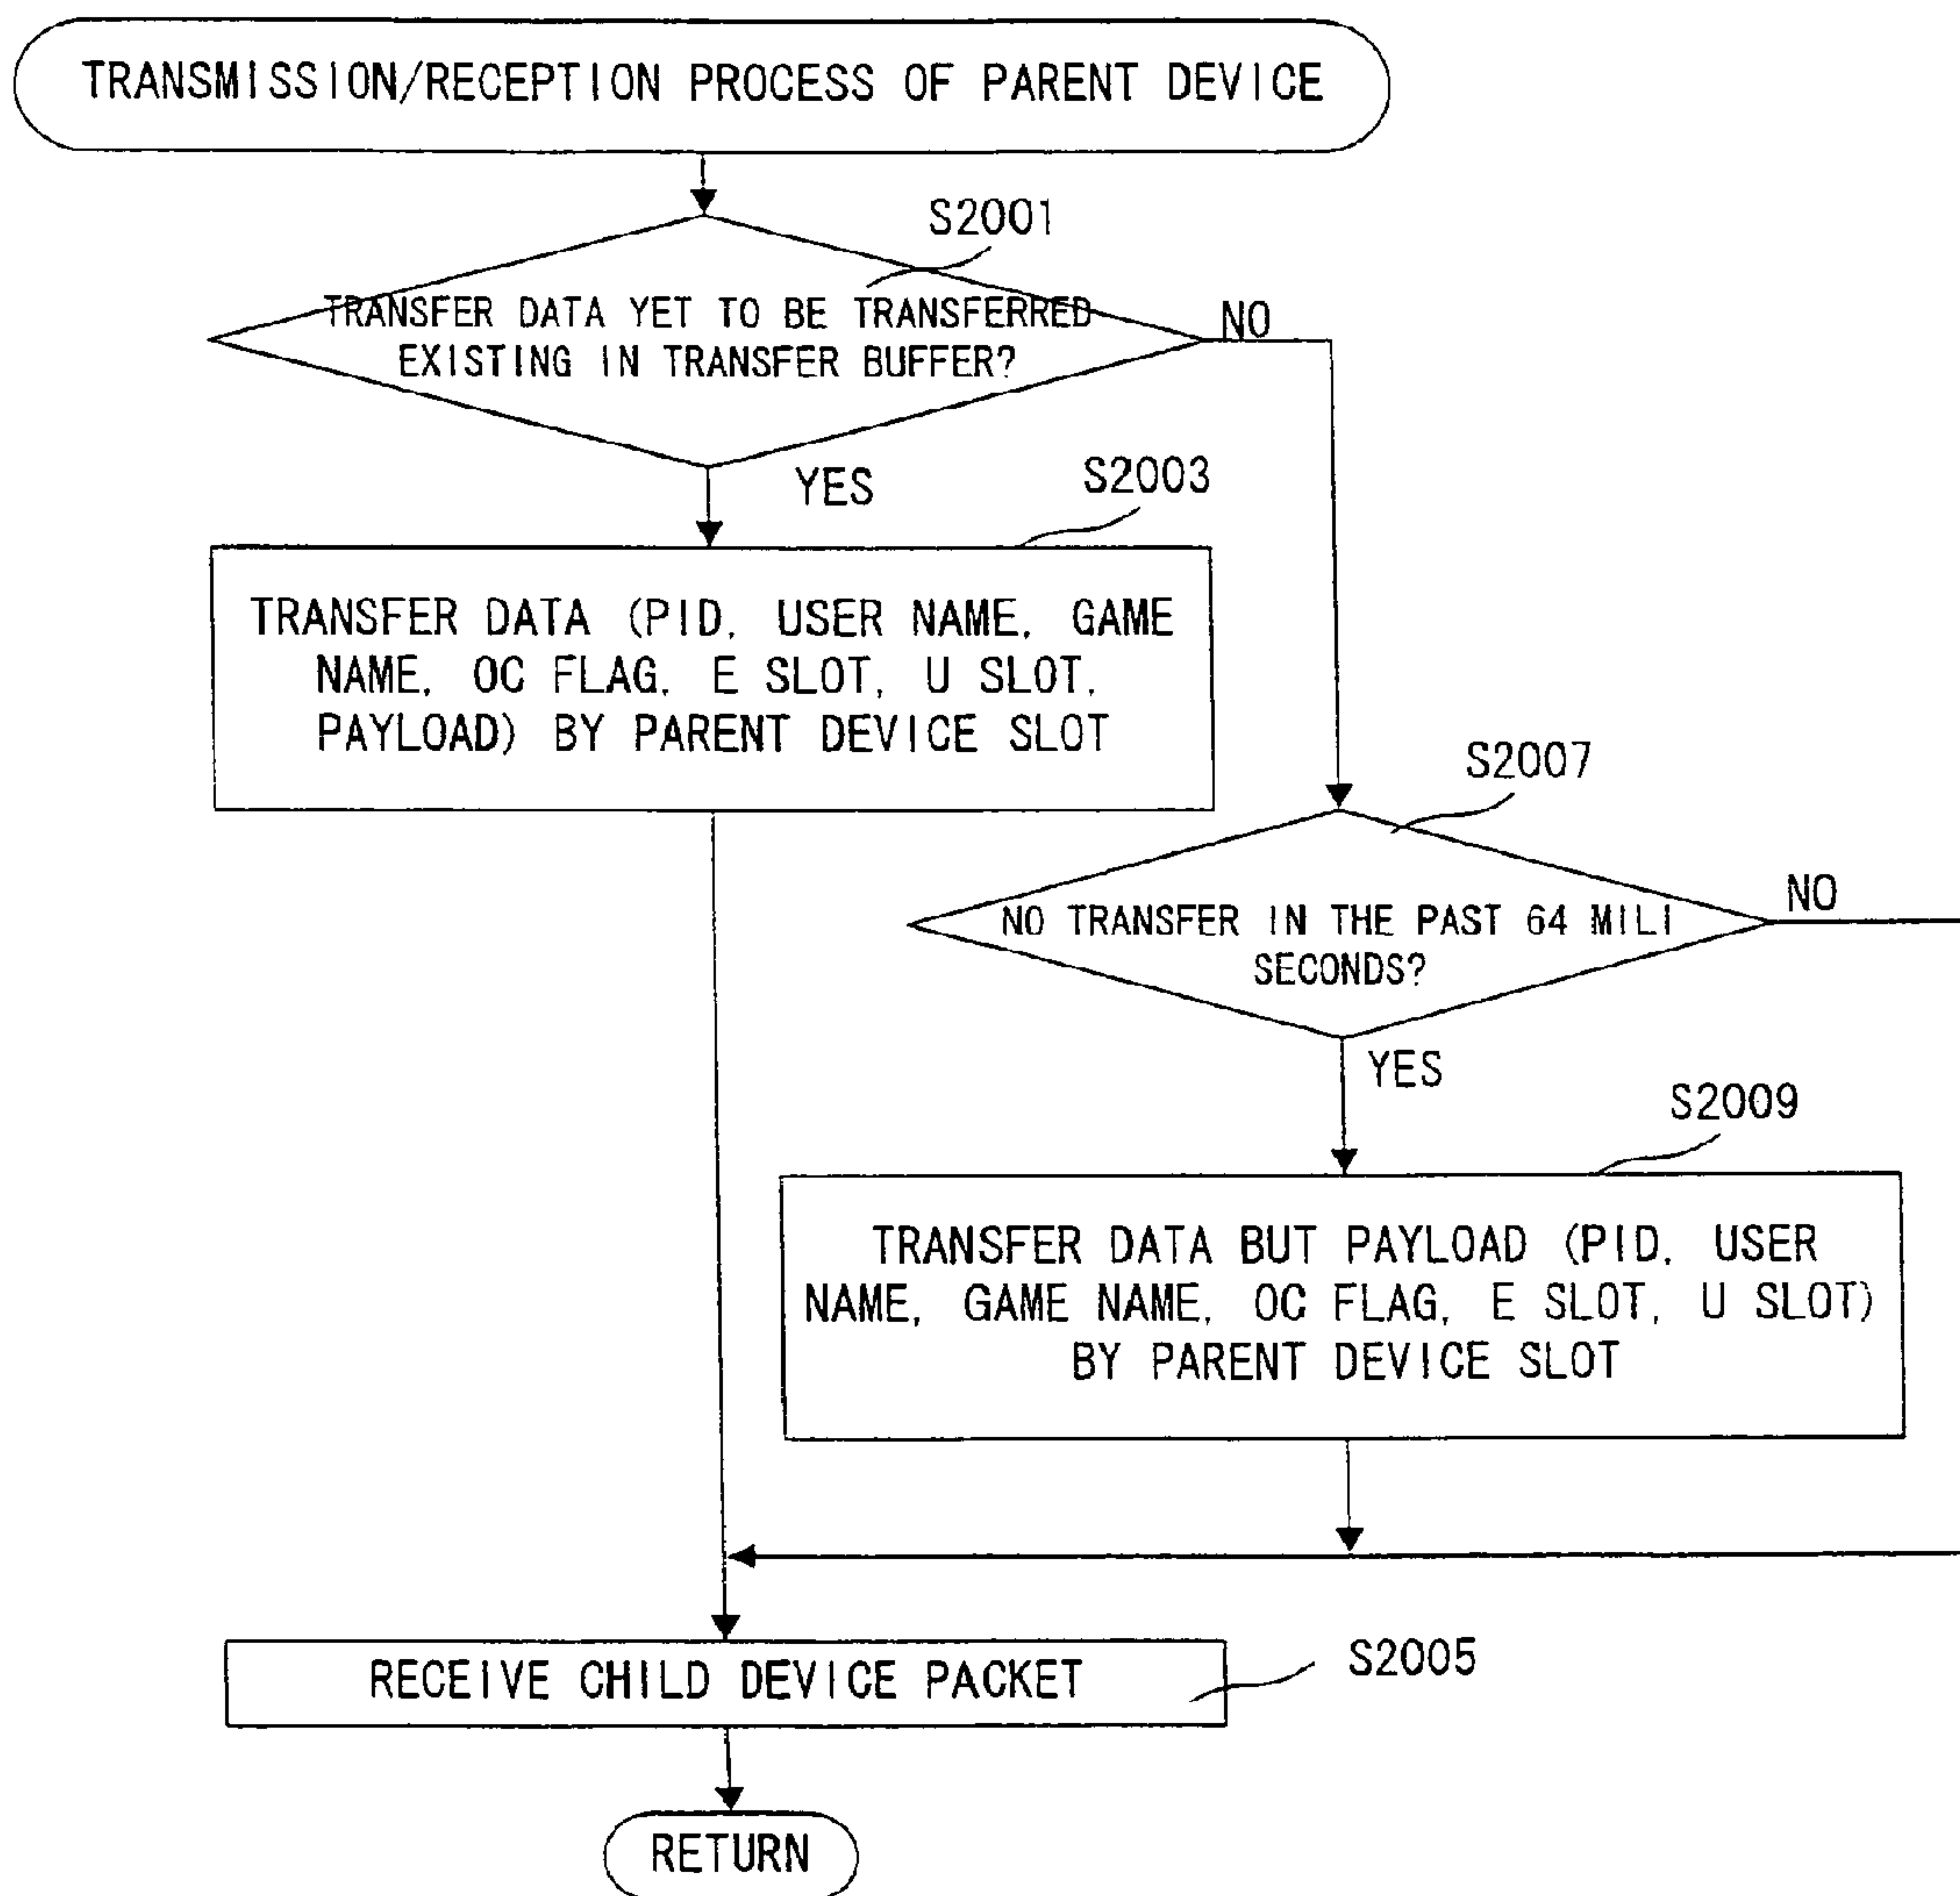 TRANSMISSION/RECEPTION PROCESS OF PARENT DEVICE
S2001
TRANSFER DATA YET TO BE TRANSFERRED
EXISTING IN TRANSFER BUFFER?
NO
YES
S2003
TRANSFER DATA (PID, USER NAME, GAME
NAME, OC FLAG, E SLOT, U SLOT,
PAYLOAD) BY PARENT DEVICE SLOT
S2007
NO TRANSFER IN THE PAST 64 MILI
SECONDS?
NO
YES
S2009
TRANSFER DATA BUT PAYLOAD (PID, USER
NAME, GAME NAME, OC FLAG, E SLOT, U SLOT)
BY PARENT DEVICE SLOT
RECEIVE CHILD DEVICE PACKET
S2005
RETURN